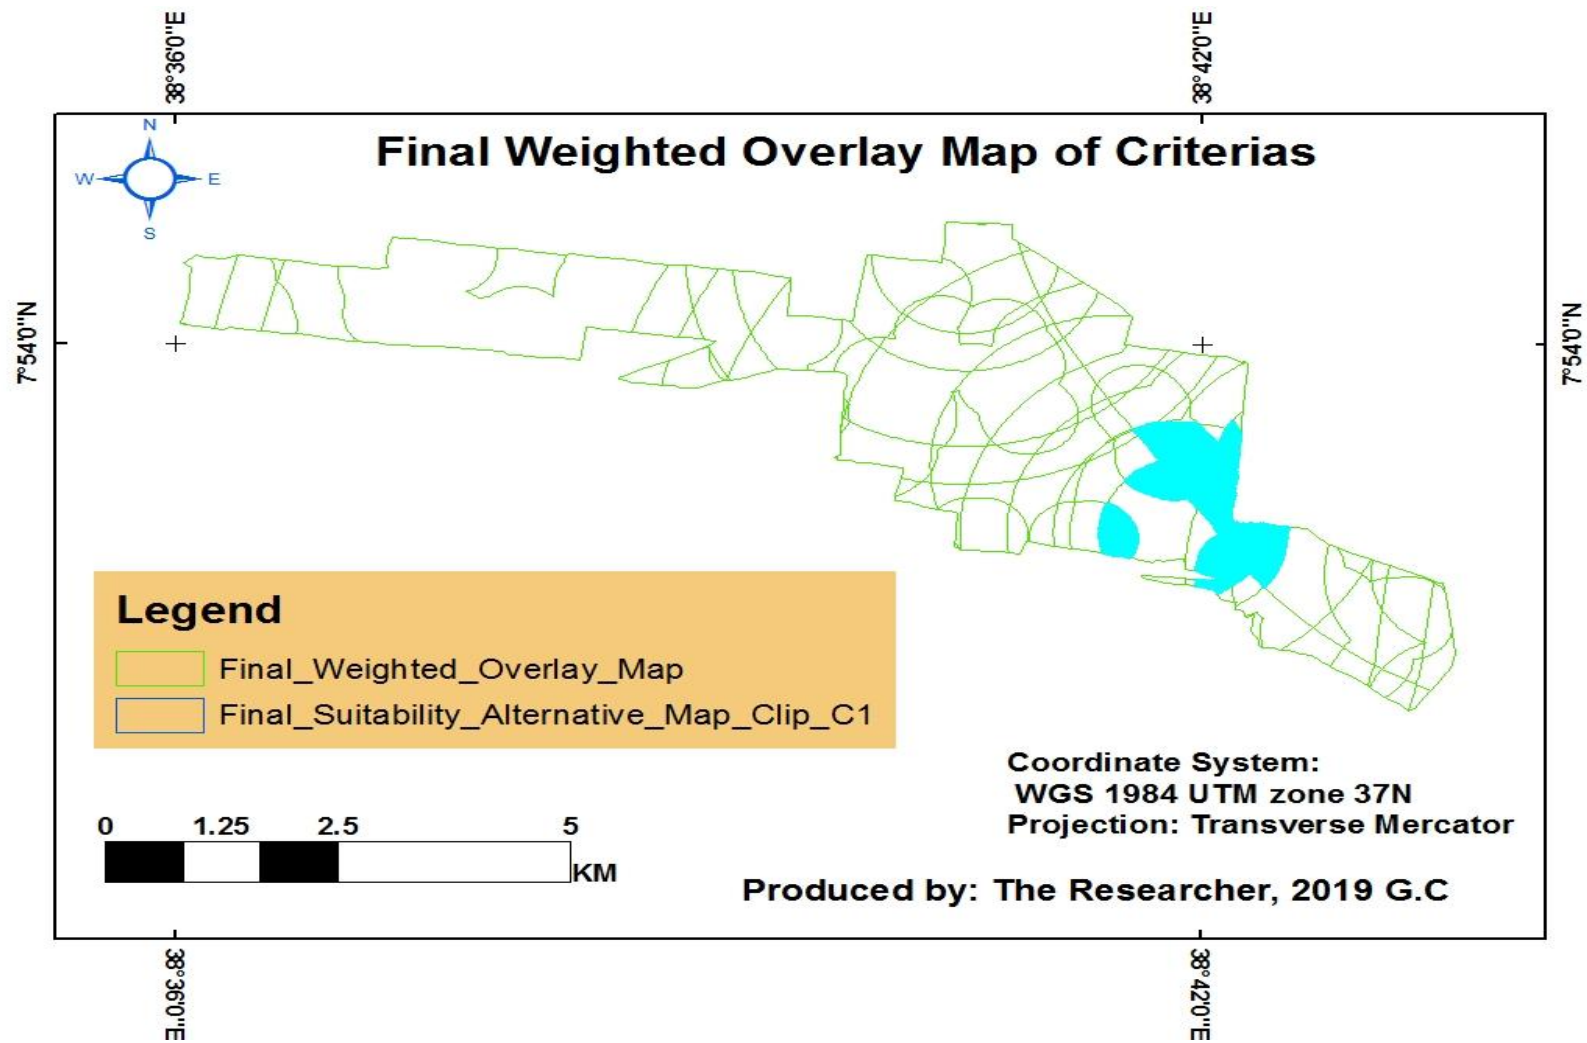 38°36'0"E
38°42'0"E
N
W E
S
Final Weighted Overlay Map of Criterias
7°54'0"N
7°54'0"N
Legend
Final_Weighted_Overlay_Map
Final_Suitability_Alternative_Map_Clip_C1
Coordinate System:
WGS 1984 UTM zone 37N
Projection: Transverse Mercator
0 1.25 2.5 5
KM
Produced by: The Researcher, 2019 G.C
38°36'0"E
38°42'0"E